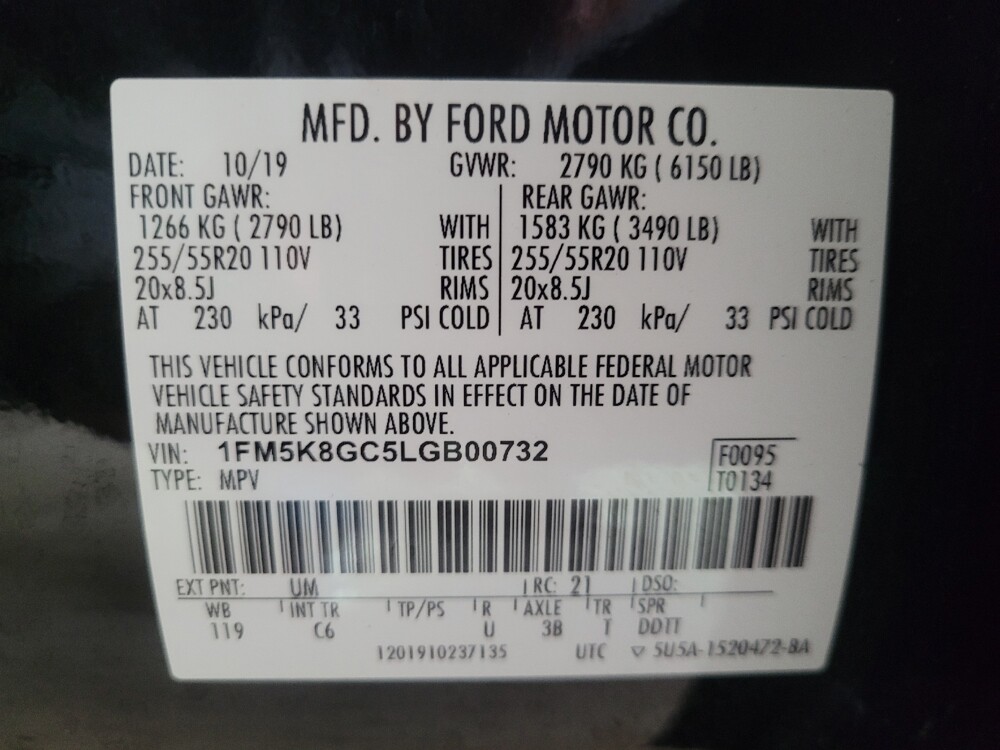 MFD. BY FORD MOTOR CO.
DATE: 10/19 GVWR: 2790 KG ( 6150 LB)
FRONT GAWR: REAR GAWR:
1266 KG ( 2790 LB) WITH 1583 KG ( 3490 LB) WITH
255/55R20 110V TIRES 255/55R20 110V TIRES
20x8.5J RIMS 20x8.5J RIMS
AT 230 kPa/ 33 PSI COLD AT 230 kPa/ 33 PSI COLD
THIS VEHICLE CONFORMS TO ALL APPLICABLE FEDERAL MOTOR
VEHICLE SAFETY STANDARDS IN EFFECT ON THE DATE OF
MANUFACTURE SHOWN ABOVE.
VIN: 1FM5K8GC5LGB00732 F0095
TYPE: MPV T0134
EXT PNT: UM RC: 21 DSO:
WB INT TR TP/PS R AXLE TR SPR
119 C6 U 3B T DDTT
1201910237135 UTC ▽ 5U5A-1520472-BA